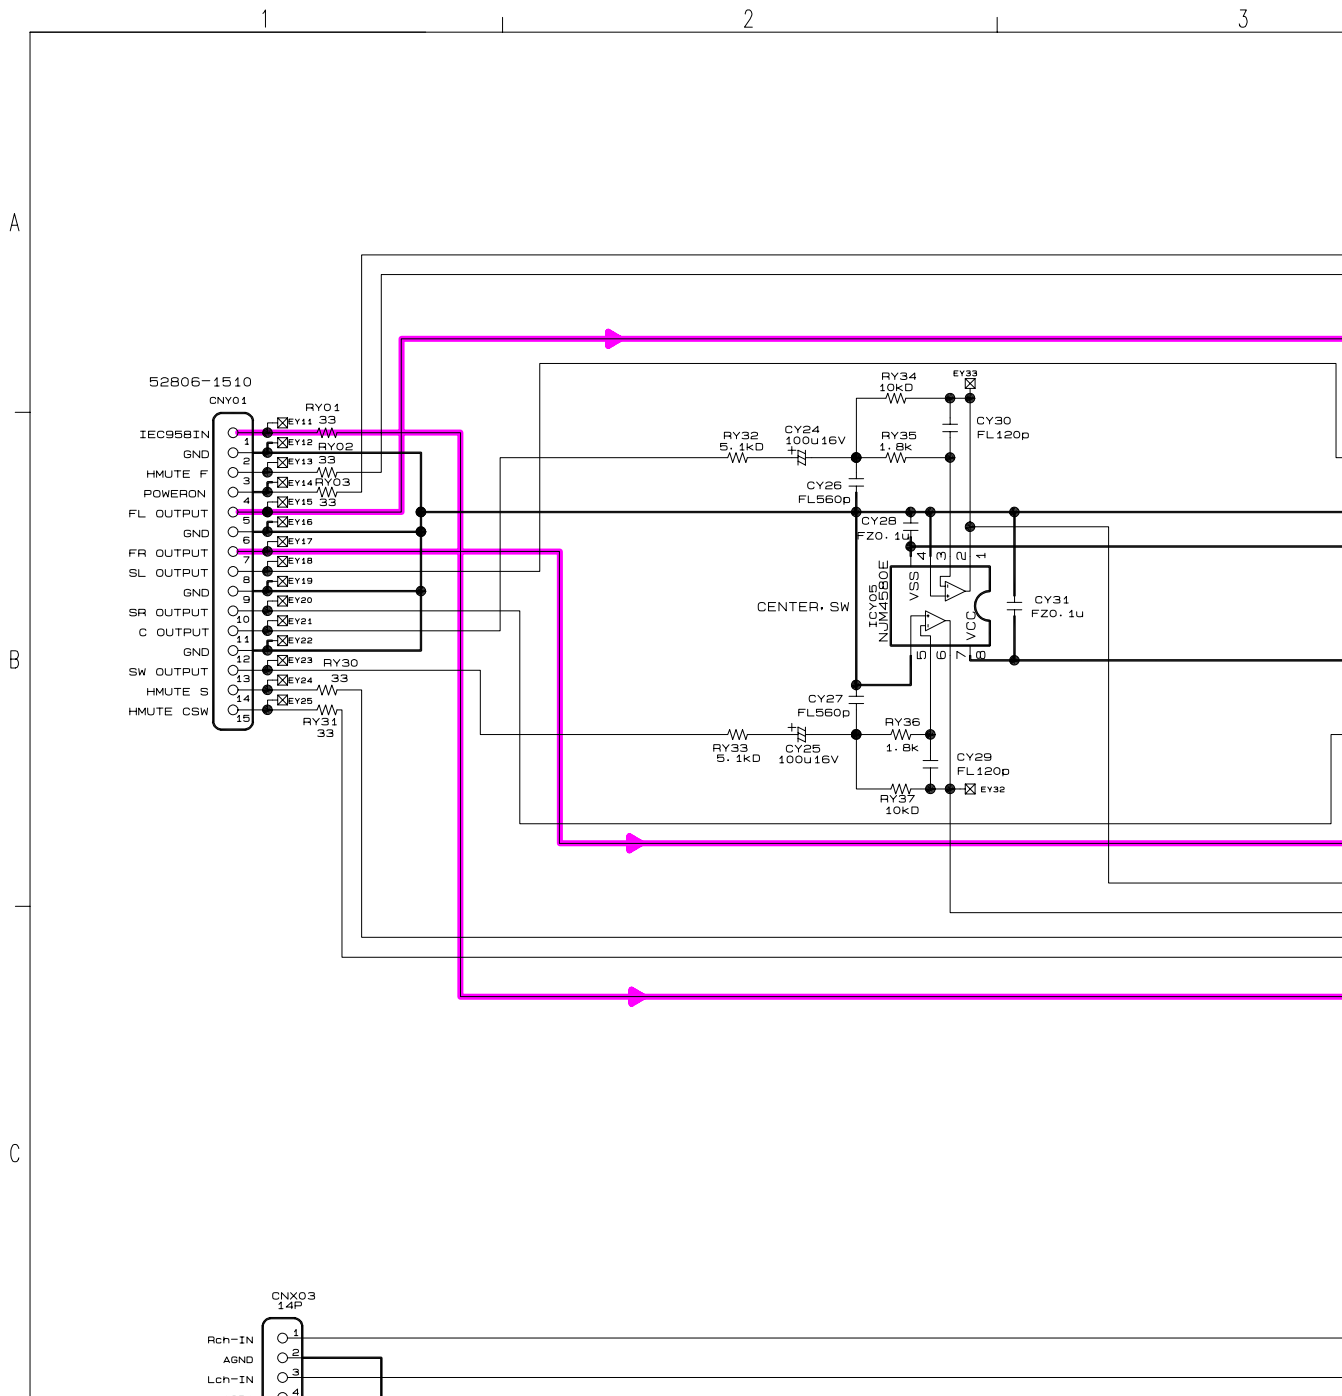 1 2 3
A
B
C
52806-1510
CNY01
IEC958IN 1 EY11 RY01 33
GND 2 EY12
HMUTE F 3 EY13 RY02 33
POWERON 4 EY14 RY03 33
FL OUTPUT 5 EY15
GND 6 EY16
FR OUTPUT 7 EY17
SL OUTPUT 8 EY18
GND 9 EY19
SR OUTPUT 10 EY20
C OUTPUT 11 EY21
GND 12 EY22
SW OUTPUT 13 EY23
HMUTE S 14 EY24 RY30 33
HMUTE CSW 15 EY25 RY31 33
RY34
10kD
EY33
CY30
FL120p
RY32
5.1kD
CY24
+
100u16V
RY35
1.8k
CY26
FL560p
CY28
FZ0.1u
4 3 2 1
VSS
ICY05
NJM4580E
CENTER,SW
VCC
CY31
FZ0.1u
5 6 7 8
CY27
FL560p
RY33
5.1kD
+
CY25
100u16V
RY36
1.8k
CY29
FL120p
RY37
10kD
EY32
CNX03
14P
Rch-IN 1
AGND 2
Lch-IN 3
4